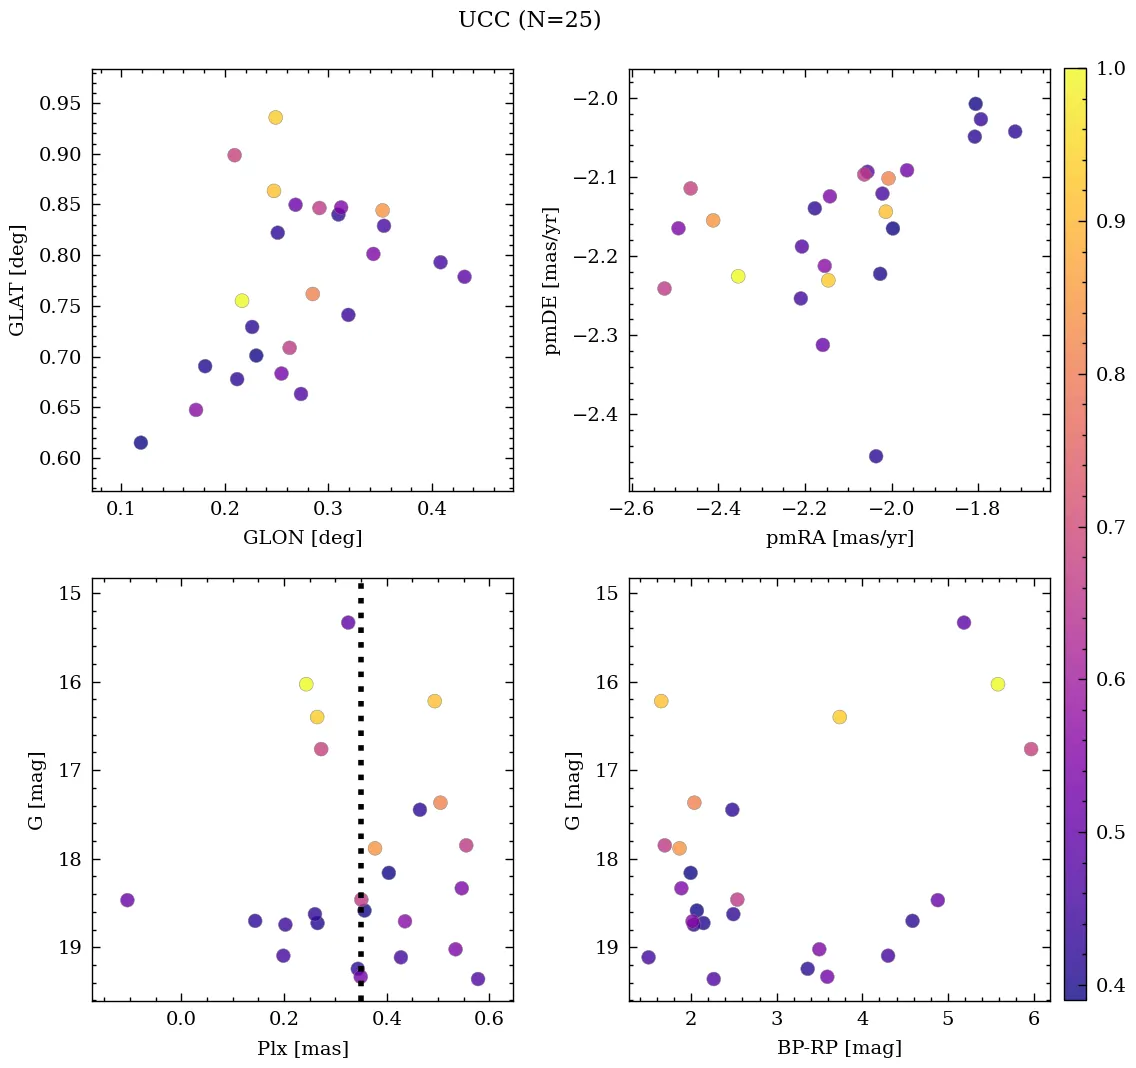 UCC (N=25)
0.95
0.90
0.85
0.80
0.75
0.70
0.65
0.60
GLAT [deg]
0.1 0.2 0.3 0.4
GLON [deg]
−2.0
−2.1
−2.2
−2.3
−2.4
pmDE [mas/yr]
−2.6 −2.4 −2.2 −2.0 −1.8
pmRA [mas/yr]
15
16
17
18
19
G [mag]
0.0 0.2 0.4 0.6
Plx [mas]
15
16
17
18
19
G [mag]
2 3 4 5 6
BP-RP [mag]
1.0
0.9
0.8
0.7
0.6
0.5
0.4